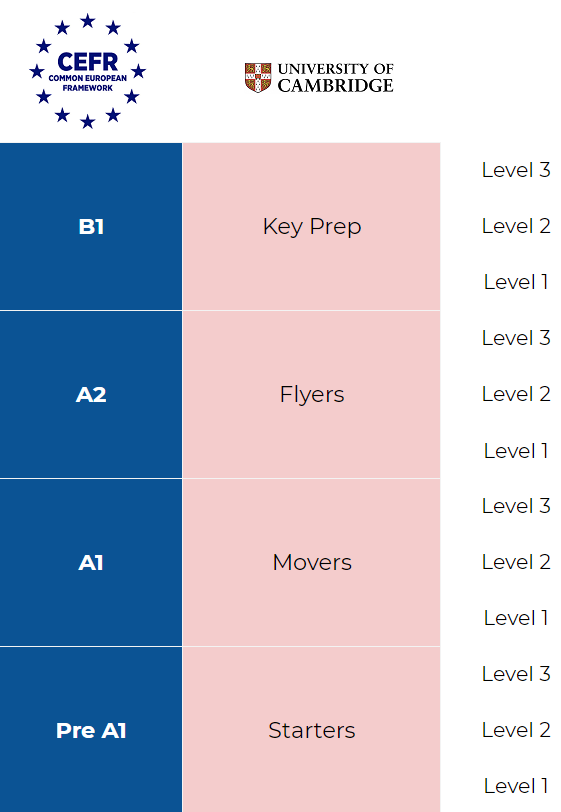 CEFR
COMMON EUROPEAN
FRAMEWORK
UNIVERSITY OF
CAMBRIDGE
B1
Key Prep
Level 3
Level 2
Level 1
A2
Flyers
Level 3
Level 2
Level 1
A1
Movers
Level 3
Level 2
Level 1
Pre A1
Starters
Level 3
Level 2
Level 1